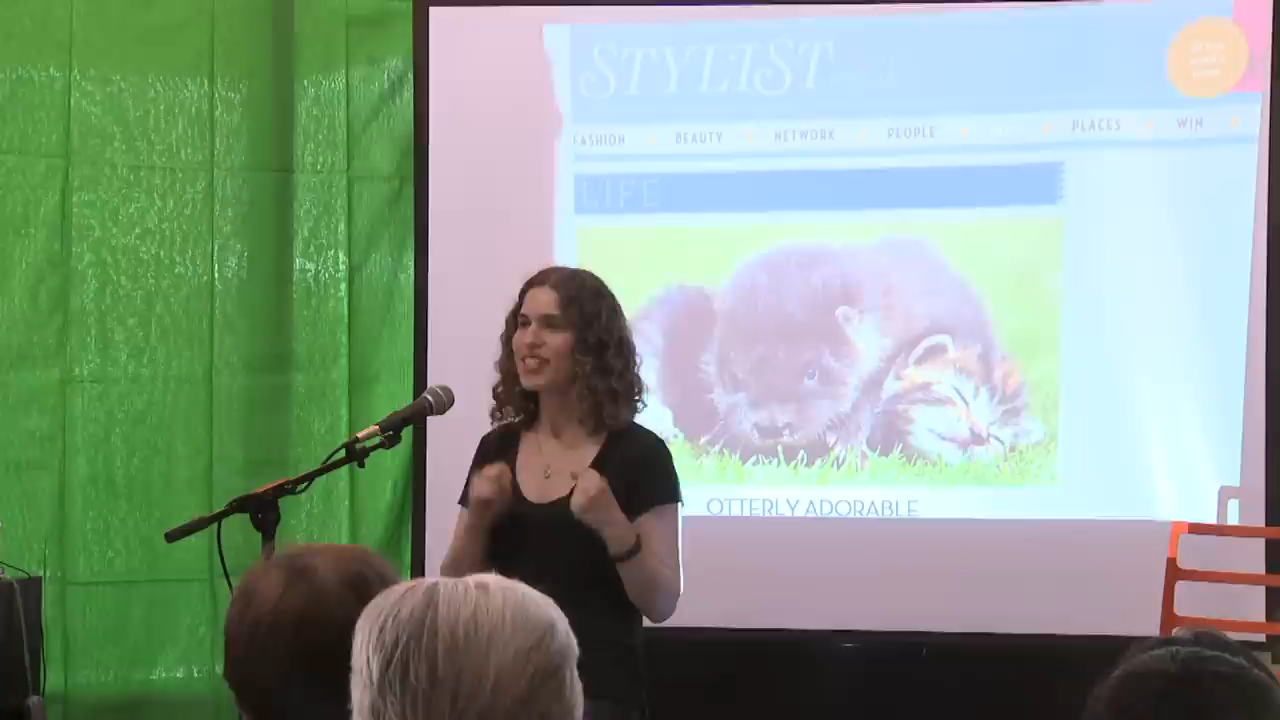 STYLIST
FASHION BEAUTY NETWORK PEOPLE PLACES WIN
LIFE
OTTERLY ADORABLE